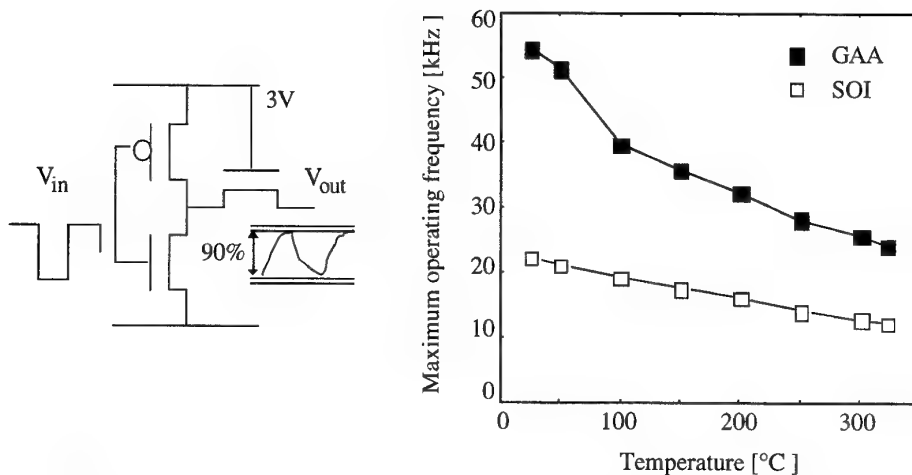 3V
V_in
V_out
90%
Maximum operating frequency [kHz]
60
50
40
30
20
10
0
GAA
SOI
0
100
200
300
Temperature [°C]